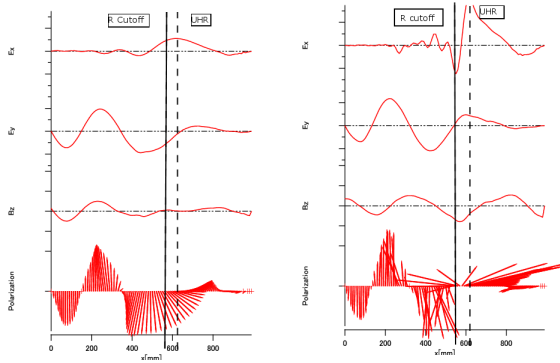 R Cutoff
UHR
Ex
Ey
Bz
Polarization
0
200
400
600
800
x[mm]
R cutoff
UHR
Ex
Ey
Bz
Polarization
0
200
400
600
800
x[mm]